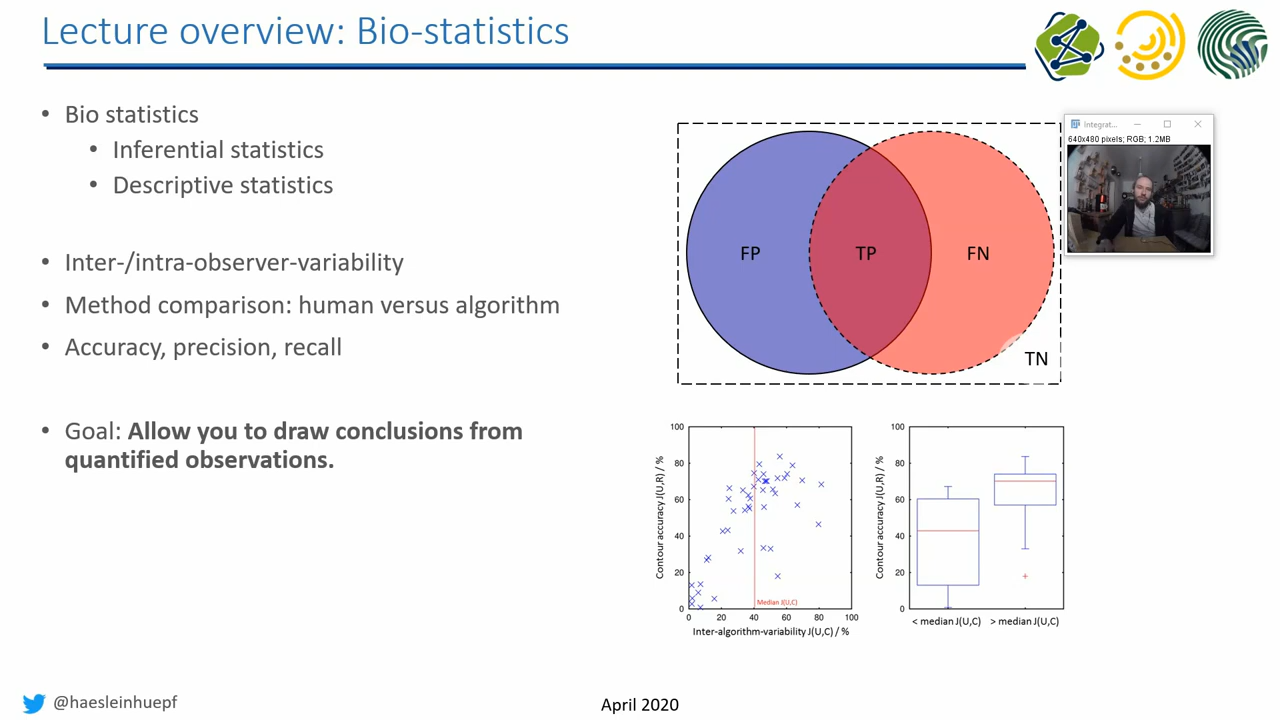 Lecture overview: Bio-statistics
• Bio statistics
• Inferential statistics
• Descriptive statistics
• Inter-/intra-observer-variability
• Method comparison: human versus algorithm
• Accuracy, precision, recall
• Goal: Allow you to draw conclusions from
quantified observations.
FP
TP
FN
TN
Integrat...
640x480 pixels; RGB; 1.2MB
Contour accuracy J(U,R) / %
100
80
60
40
20
0
Median J(U,C)
0 20 40 60 80 100
Inter-algorithm-variability J(U,C) / %
Contour accuracy J(U,R) / %
100
80
60
40
20
0
< median J(U,C) > median J(U,C)
@haesleinhuepf
April 2020